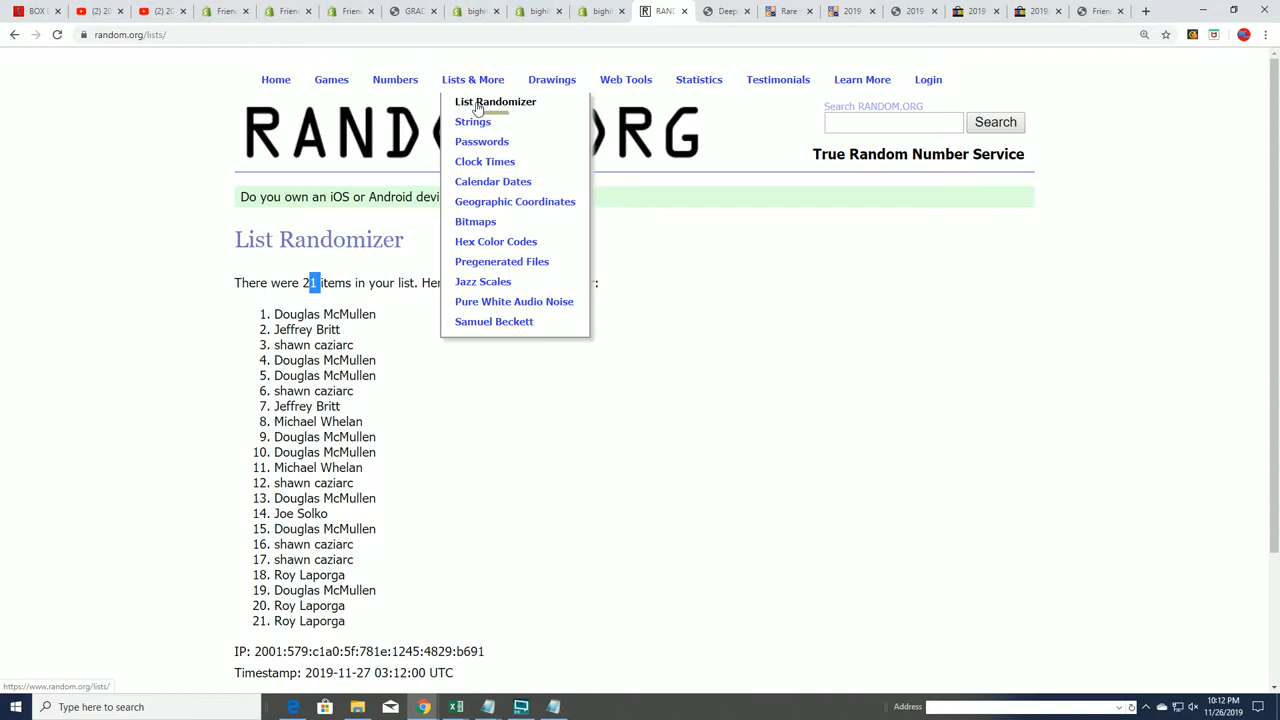 BOX
(2) 20
(2) 20
Frien
Frien
GRAD
Frien
bighi
bighi
bighi
RAND
Deep
Rare
2019
2019
2019
2019
Frien
random.org/lists/
Home Games Numbers Lists & More Drawings Web Tools Statistics Testimonials Learn More Login
List Randomizer
Strings
Passwords
Clock Times
Calendar Dates
Geographic Coordinates
Bitmaps
Hex Color Codes
Pregenerated Files
Jazz Scales
Pure White Audio Noise
Samuel Beckett
Search RANDOM.ORG
Search
True Random Number Service
Do you own an iOS or Android devi
List Randomizer
There were 21 items in your list. Her
1. Douglas McMullen
2. Jeffrey Britt
3. shawn caziarc
4. Douglas McMullen
5. Douglas McMullen
6. shawn caziarc
7. Jeffrey Britt
8. Michael Whelan
9. Douglas McMullen
10. Douglas McMullen
11. Michael Whelan
12. shawn caziarc
13. Douglas McMullen
14. Joe Solko
15. Douglas McMullen
16. shawn caziarc
17. shawn caziarc
18. Roy Laporga
19. Douglas McMullen
20. Roy Laporga
21. Roy Laporga
IP: 2001:579:c1a0:5f:781e:1245:4829:b691
Timestamp: 2019-11-27 03:12:00 UTC
https://www.random.org/lists/
Type here to search
Address
10:12 PM
11/26/2019